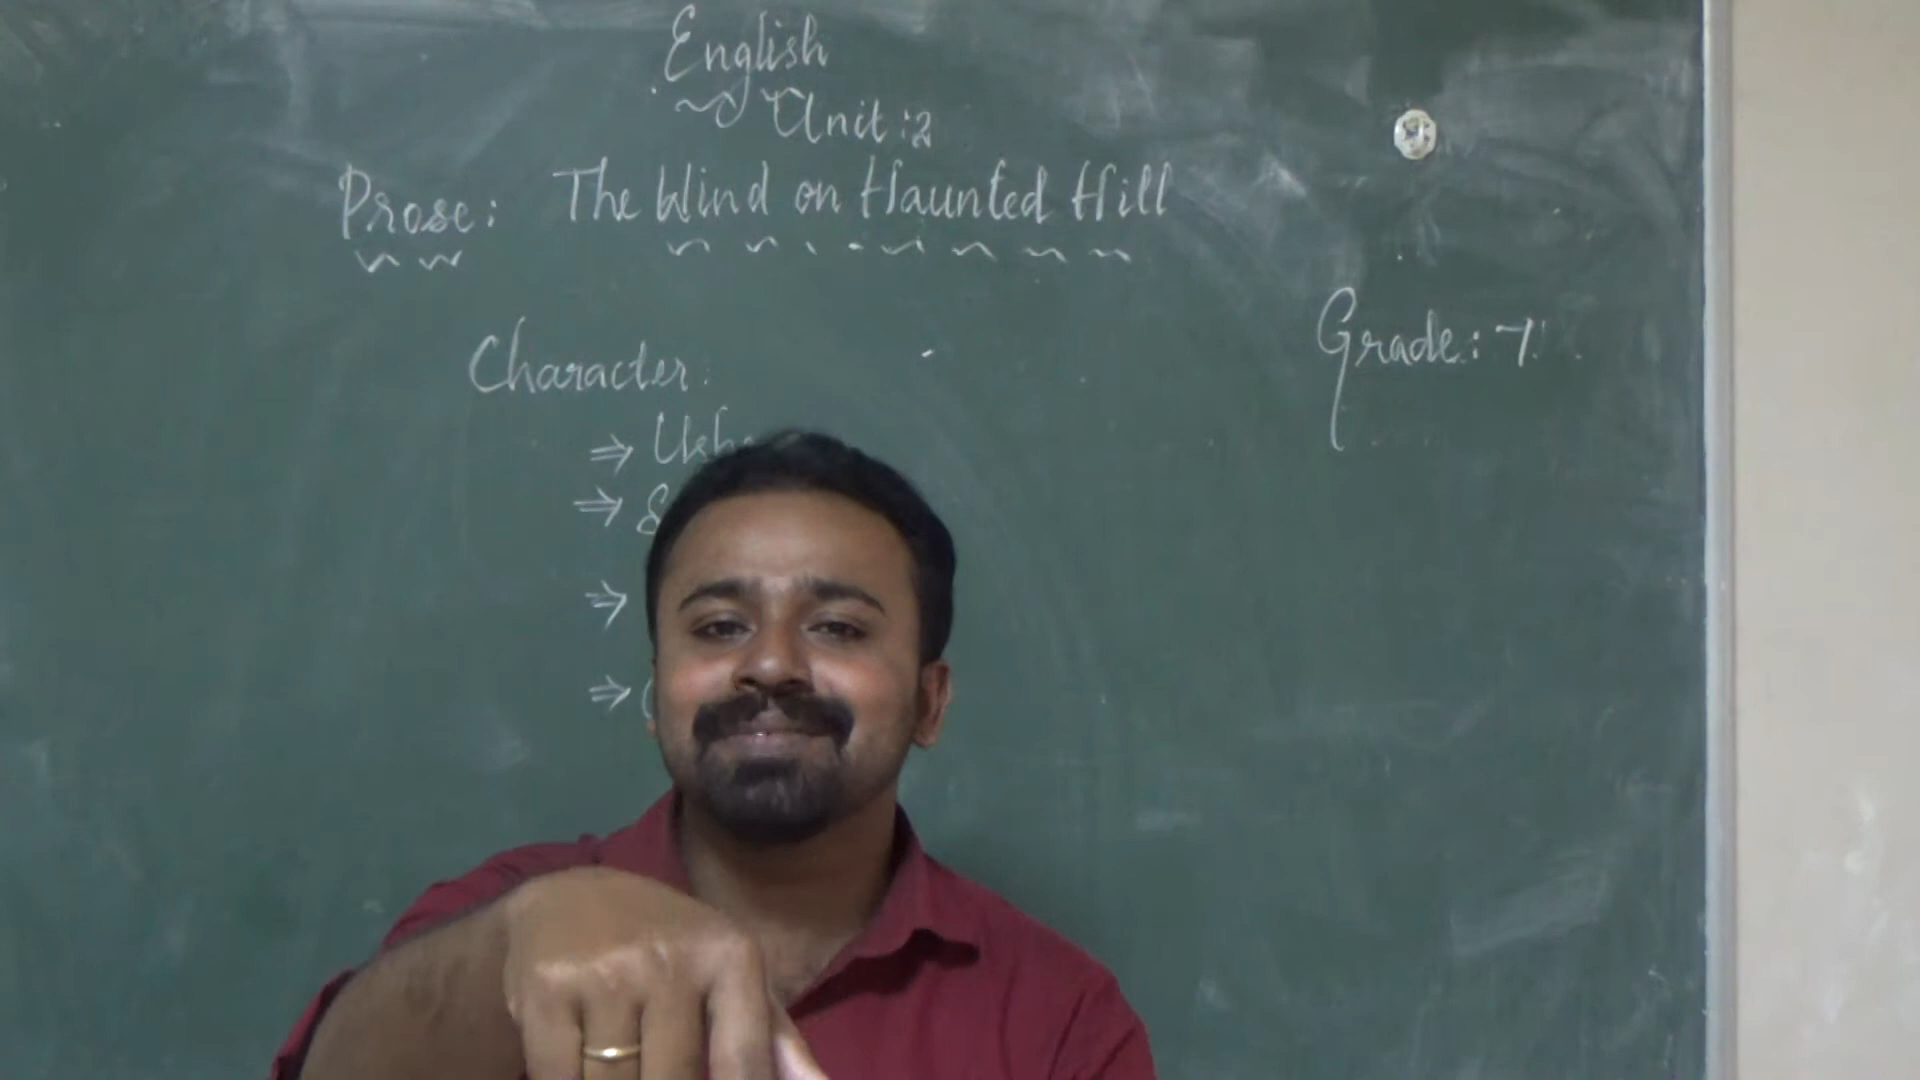 English
Unit : 2
Prose : The Wind on Haunted Hill
Grade : 7
Character :
⇒
⇒
⇒
⇒